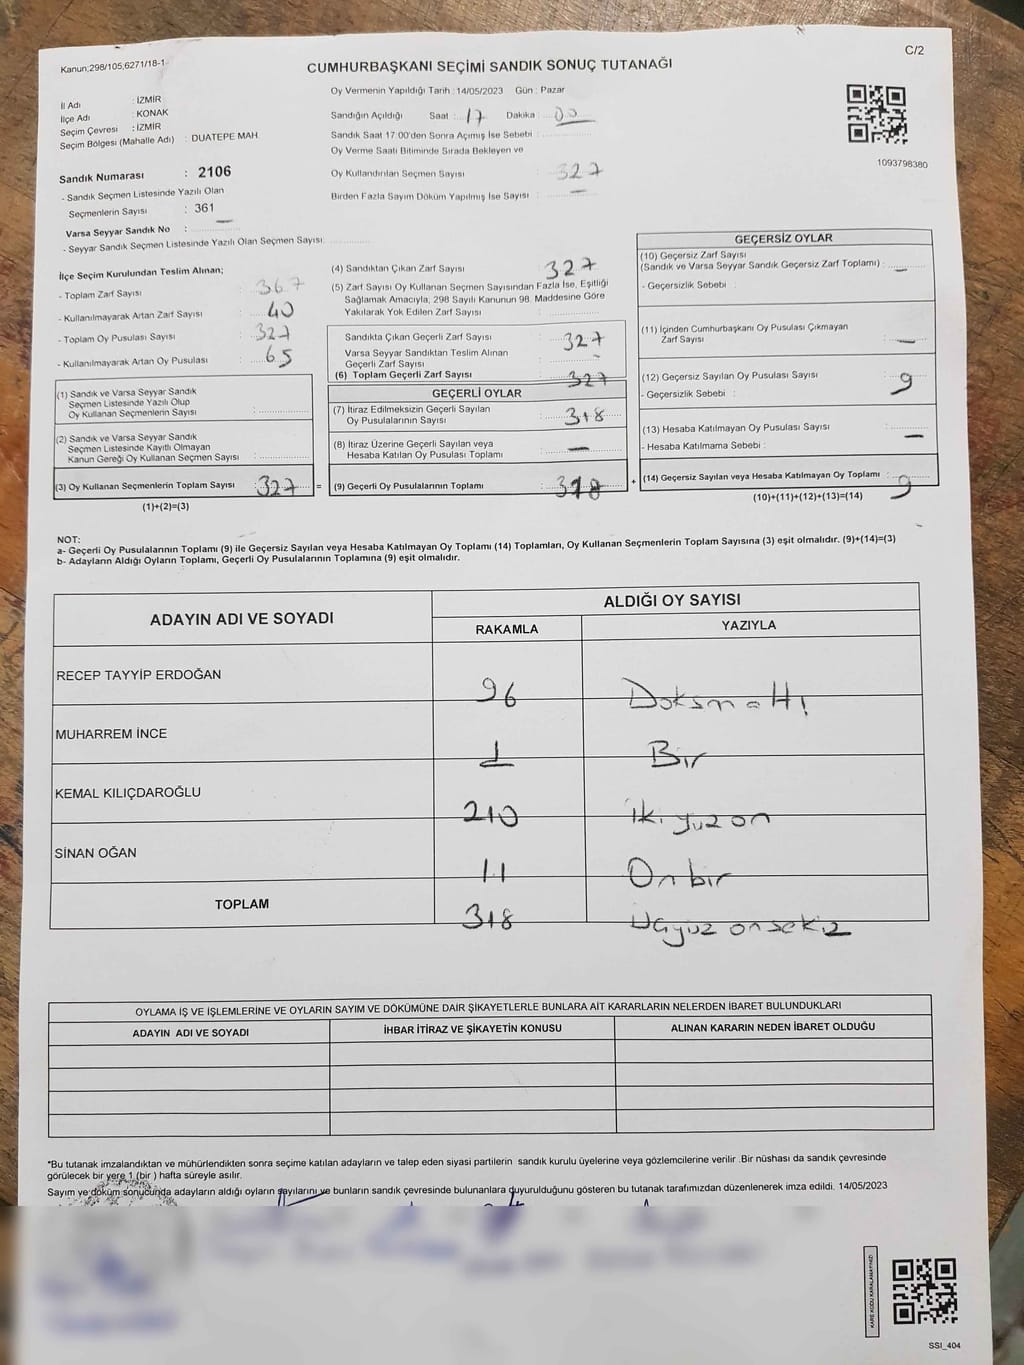 Kanun;298/105,6271/18-1
C/2
CUMHURBAŞKANI SEÇİMİ SANDIK SONUÇ TUTANAĞI
İl Adı : İZMİR
İlçe Adı : KONAK
Seçim Çevresi : İZMİR
Seçim Bölgesi (Mahalle Adı) : DUATEPE MAH.
Sandık Numarası : 2106
- Sandık Seçmen Listesinde Yazılı Olan
Seçmenlerin Sayısı : 361
Varsa Seyyar Sandık No : —
- Seyyar Sandık Seçmen Listesinde Yazılı Olan Seçmen Sayısı:
Oy Vermenin Yapıldığı Tarih :14/05/2023 Gün : Pazar
Sandığın Açıldığı Saat : 17 Dakika : 00
Sandık Saat 17:00'den Sonra Açımış İse Sebebi :
Oy Verme Saati Bitiminde Sırada Bekleyen ve
Oy Kullandırılan Seçmen Sayısı : 327
Birden Fazla Sayım Döküm Yapılmış İse Sayısı : —
1093798380
İlçe Seçim Kurulundan Teslim Alınan;
- Toplam Zarf Sayısı : 367
- Kullanılmayarak Artan Zarf Sayısı : 40
- Toplam Oy Pusulası Sayısı : 327
- Kullanılmayarak Artan Oy Pusulası : 65
(1) Sandık ve Varsa Seyyar Sandık
Seçmen Listesinde Yazılı Olup
Oy Kullanan Seçmenlerin Sayısı :
(2) Sandık ve Varsa Seyyar Sandık
Seçmen Listesinde Kayıtlı Olmayan
Kanun Gereği Oy Kullanan Seçmen Sayısı :
(3) Oy Kullanan Seçmenlerin Toplam Sayısı : 327 =
(1)+(2)=(3)
(4) Sandıktan Çıkan Zarf Sayısı : 327
(5) Zarf Sayısı Oy Kullanan Seçmen Sayısından Fazla İse, Eşitliği
Sağlamak Amacıyla, 298 Sayılı Kanunun 98. Maddesine Göre
Yakılarak Yok Edilen Zarf Sayısı :
Sandıkta Çıkan Geçerli Zarf Sayısı : 327
Varsa Seyyar Sandıktan Teslim Alınan
Geçerli Zarf Sayısı : -
(6) Toplam Geçerli Zarf Sayısı : 327
GEÇERLİ OYLAR
(7) İtiraz Edilmeksizin Geçerli Sayılan
Oy Pusulalarının Sayısı : 318
(8) İtiraz Üzerine Geçerli Sayılan veya
Hesaba Katılan Oy Pusulası Toplamı : —
(9) Geçerli Oy Pusulalarının Toplamı : 318 +
GEÇERSİZ OYLAR
(10) Geçersiz Zarf Sayısı
(Sandık ve Varsa Seyyar Sandık Geçersiz Zarf Toplamı) : —
- Geçersizlik Sebebi :
(11) İçinden Cumhurbaşkanı Oy Pusulası Çıkmayan
Zarf Sayısı : —
(12) Geçersiz Sayılan Oy Pusulası Sayısı : 9
- Geçersizlik Sebebi :
(13) Hesaba Katılmayan Oy Pusulası Sayısı : —
- Hesaba Katılmama Sebebi :
(14) Geçersiz Sayılan veya Hesaba Katılmayan Oy Toplamı : 9
(10)+(11)+(12)+(13)=(14)
NOT:
a- Geçerli Oy Pusulalarının Toplamı (9) ile Geçersiz Sayılan veya Hesaba Katılmayan Oy Toplamı (14) Toplamları, Oy Kullanan Seçmenlerin Toplam Sayısına (3) eşit olmalıdır. (9)+(14)=(3)
b- Adayların Aldığı Oyların Toplamı, Geçerli Oy Pusulalarının Toplamına (9) eşit olmalıdır.
ADAYIN ADI VE SOYADI ALDIĞI OY SAYISI
RAKAMLA YAZIYLA
RECEP TAYYİP ERDOĞAN 96 Doksmaltı
MUHARREM İNCE 1 Bir
KEMAL KILIÇDAROĞLU 210 iki yüz on
SİNAN OĞAN 11 On bir
TOPLAM 318 Üçyüz onsekiz
OYLAMA İŞ VE İŞLEMLERİNE VE OYLARIN SAYIM VE DÖKÜMÜNE DAİR ŞİKAYETLERLE BUNLARA AİT KARARLARIN NELERDEN İBARET BULUNDUKLARI
ADAYIN ADI VE SOYADI İHBAR İTİRAZ VE ŞİKAYETİN KONUSU ALINAN KARARIN NEDEN İBARET OLDUĞU
*Bu tutanak imzalandıktan ve mühürlendikten sonra seçime katılan adayların ve talep eden siyasi partilerin sandık kurulu üyelerine veya gözlemcilerine verilir .Bir nüshası da sandık çevresinde
görülecek bir yere 1 (bir ) hafta süreyle asılır.
Sayım ve döküm sonucunda adayların aldığı oyların sayılarını ve bunların sandık çevresinde bulunanlara duyurulduğunu gösteren bu tutanak tarafımızdan düzenlenerek imza edildi. 14/05/2023
KARE KODU KARALAMAYINIZ!
SSI_404